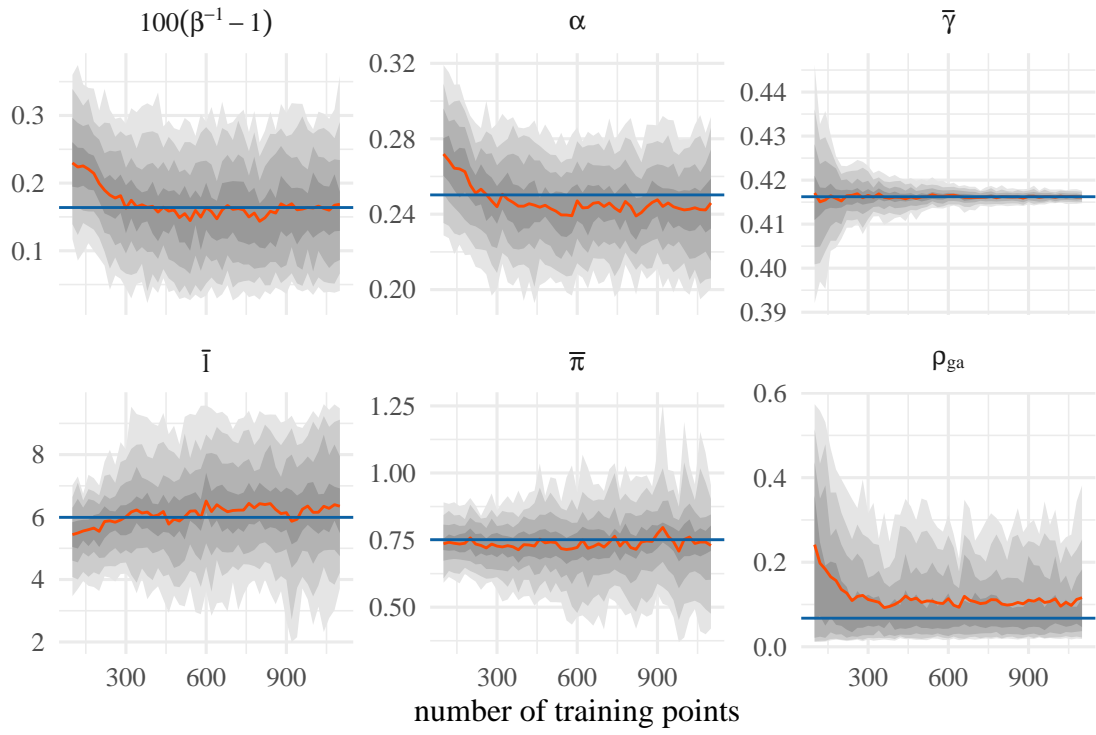 100(β⁻¹ – 1) α γ̅
0.3 0.32 0.44
0.2 0.28 0.43
0.1 0.24 0.42
0.20 0.41
0.40
0.39
l̅ π̅ ρga
8 1.25 0.6
6 1.00 0.4
4 0.75 0.2
2 0.50 0.0
300 600 900 300 600 900 300 600 900
number of training points